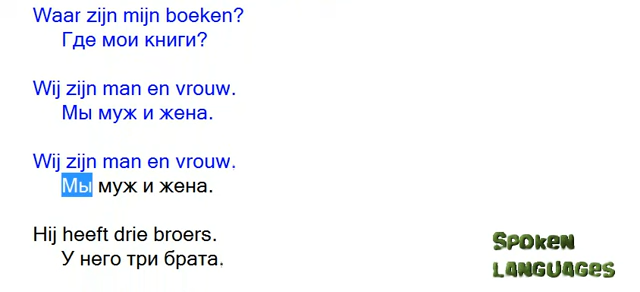 Waar zijn mijn boeken?
Где мои книги?
Wij zijn man en vrouw.
Мы муж и жена.
Wij zijn man en vrouw.
Мы муж и жена.
Hij heeft drie broers.
У него три брата.
Spoken
Languages